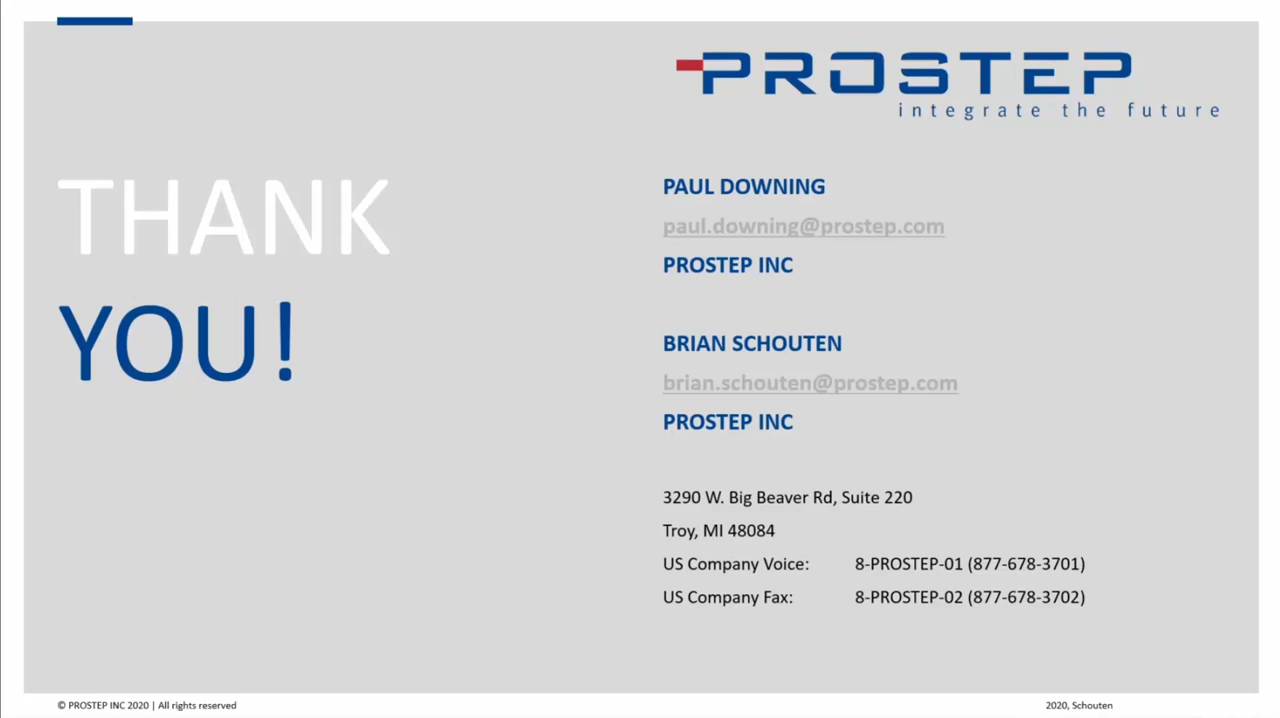 PROSTEP
integrate the future
THANK
YOU!
PAUL DOWNING
paul.downing@prostep.com
PROSTEP INC
BRIAN SCHOUTEN
brian.schouten@prostep.com
PROSTEP INC
3290 W. Big Beaver Rd, Suite 220
Troy, MI 48084
US Company Voice: 8-PROSTEP-01 (877-678-3701)
US Company Fax: 8-PROSTEP-02 (877-678-3702)
© PROSTEP INC 2020 | All rights reserved
2020, Schouten